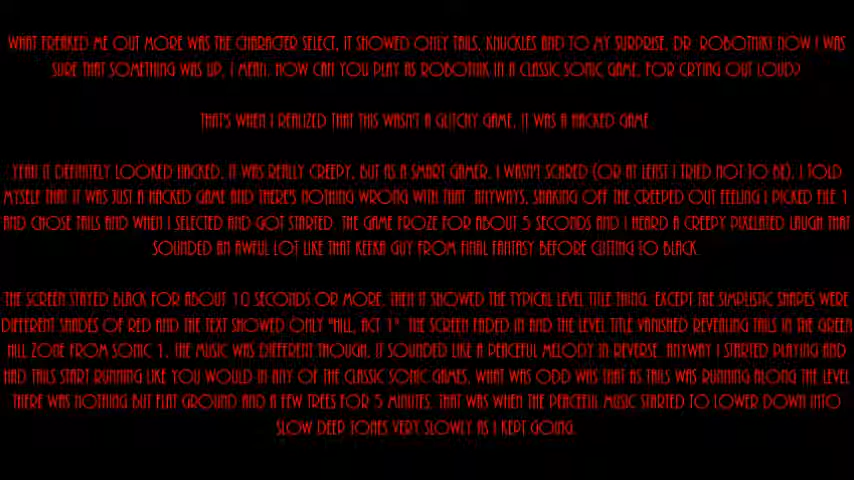 WHAT FREAKED ME OUT MORE WAS THE CHARACTER SELECT, IT SHOWED ONLY TAILS, KNUCKLES AND TO MY SURPRISE, DR. ROBOTNIK! NOW I WAS
SURE THAT SOMETHING WAS UP, I MEAN, HOW CAN YOU PLAY AS ROBOTNIK IN A CLASSIC SONIC GAME, FOR CRYING OUT LOUD?
THAT'S WHEN I REALIZED THAT THIS WASN'T A GLITCHY GAME, IT WAS A HACKED GAME.
YEAH IT DEFINITELY LOOKED HACKED, IT WAS REALLY CREEPY, BUT AS A SMART GAMER, I WASN'T SCARED (OR AT LEAST I TRIED NOT TO BE), I TOLD
MYSELF THAT IT WAS JUST A HACKED GAME AND THERE'S NOTHING WRONG WITH THAT. ANYWAYS, SHAKING OFF THE CREEPED OUT FEELING I PICKED FILE 1
AND CHOSE TAILS AND WHEN I SELECTED AND GOT STARTED, THE GAME FROZE FOR ABOUT 5 SECONDS AND I HEARD A CREEPY PIXELATED LAUGH THAT
SOUNDED AN AWFUL LOT LIKE THAT KEFKA GUY FROM FINAL FANTASY BEFORE CUTTING TO BLACK.
THE SCREEN STAYED BLACK FOR ABOUT 10 SECONDS OR MORE, THEN IT SHOWED THE TYPICAL LEVEL TITLE THING, EXCEPT THE SIMPLISTIC SHAPES WERE
DIFFERENT SHADES OF RED AND THE TEXT SHOWED ONLY "HILL, ACT 1". THE SCREEN FADED IN AND THE LEVEL TITLE VANISHED REVEALING TAILS IN THE GREEN
HILL ZONE FROM SONIC 1, THE MUSIC WAS DIFFERENT THOUGH, IT SOUNDED LIKE A PEACEFUL MELODY IN REVERSE. ANYWAY I STARTED PLAYING AND
HAD TAILS START RUNNING LIKE YOU WOULD IN ANY OF THE CLASSIC SONIC GAMES, WHAT WAS ODD WAS THAT AS TAILS WAS RUNNING ALONG THE LEVEL
THERE WAS NOTHING BUT FLAT GROUND AND A FEW TREES FOR 5 MINUTES, THAT WAS WHEN THE PEACEFUL MUSIC STARTED TO LOWER DOWN INTO
SLOW DEEP TONES VERY SLOWLY AS I KEPT GOING.